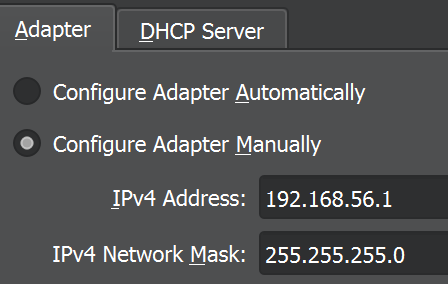 Adapter
DHCP Server
Configure Adapter Automatically
Configure Adapter Manually
IPv4 Address: 192.168.56.1
IPv4 Network Mask: 255.255.255.0